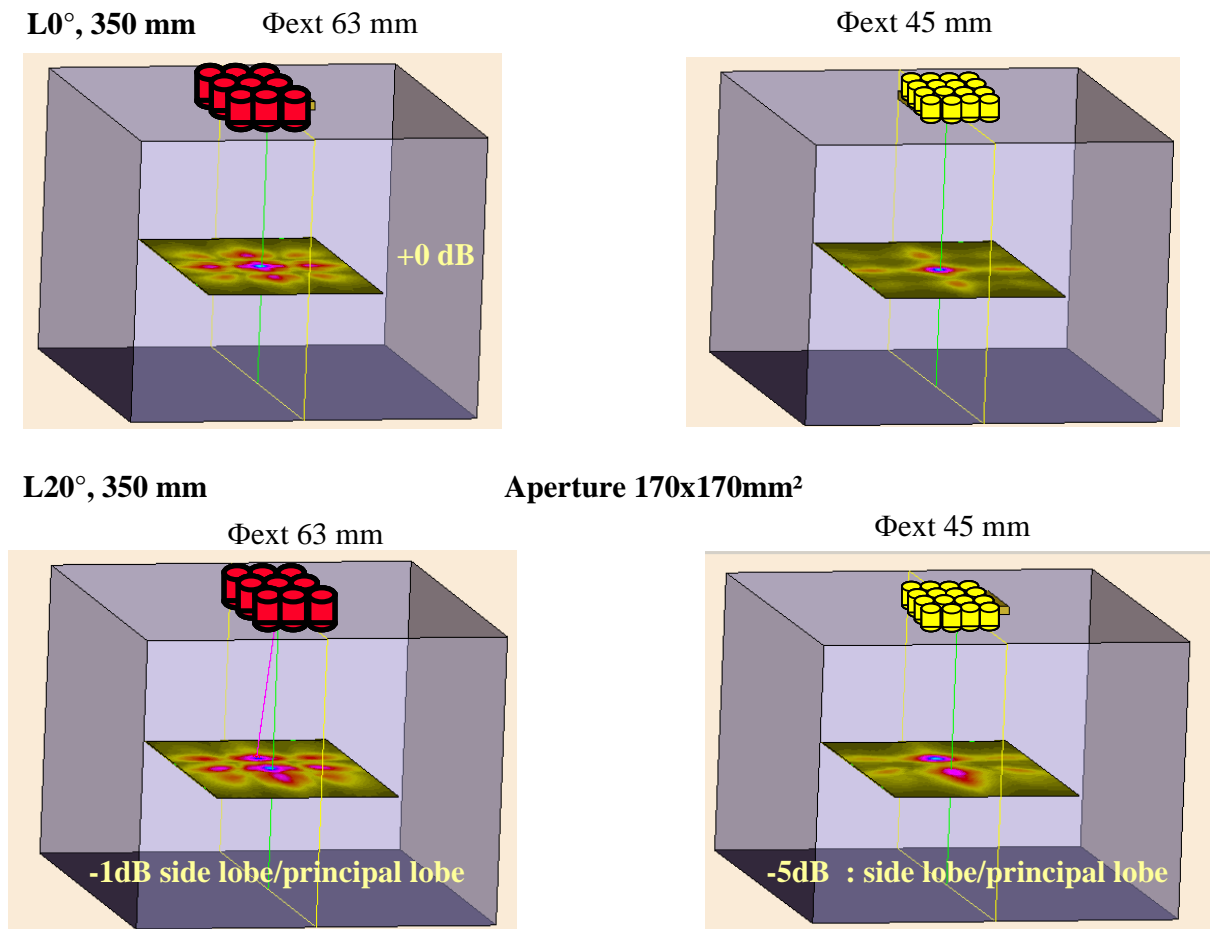 L0°, 350 mm Φext 63 mm
Φext 45 mm
+0 dB
L20°, 350 mm
Aperture 170x170mm²
Φext 63 mm
Φext 45 mm
-1dB side lobe/principal lobe
-5dB : side lobe/principal lobe